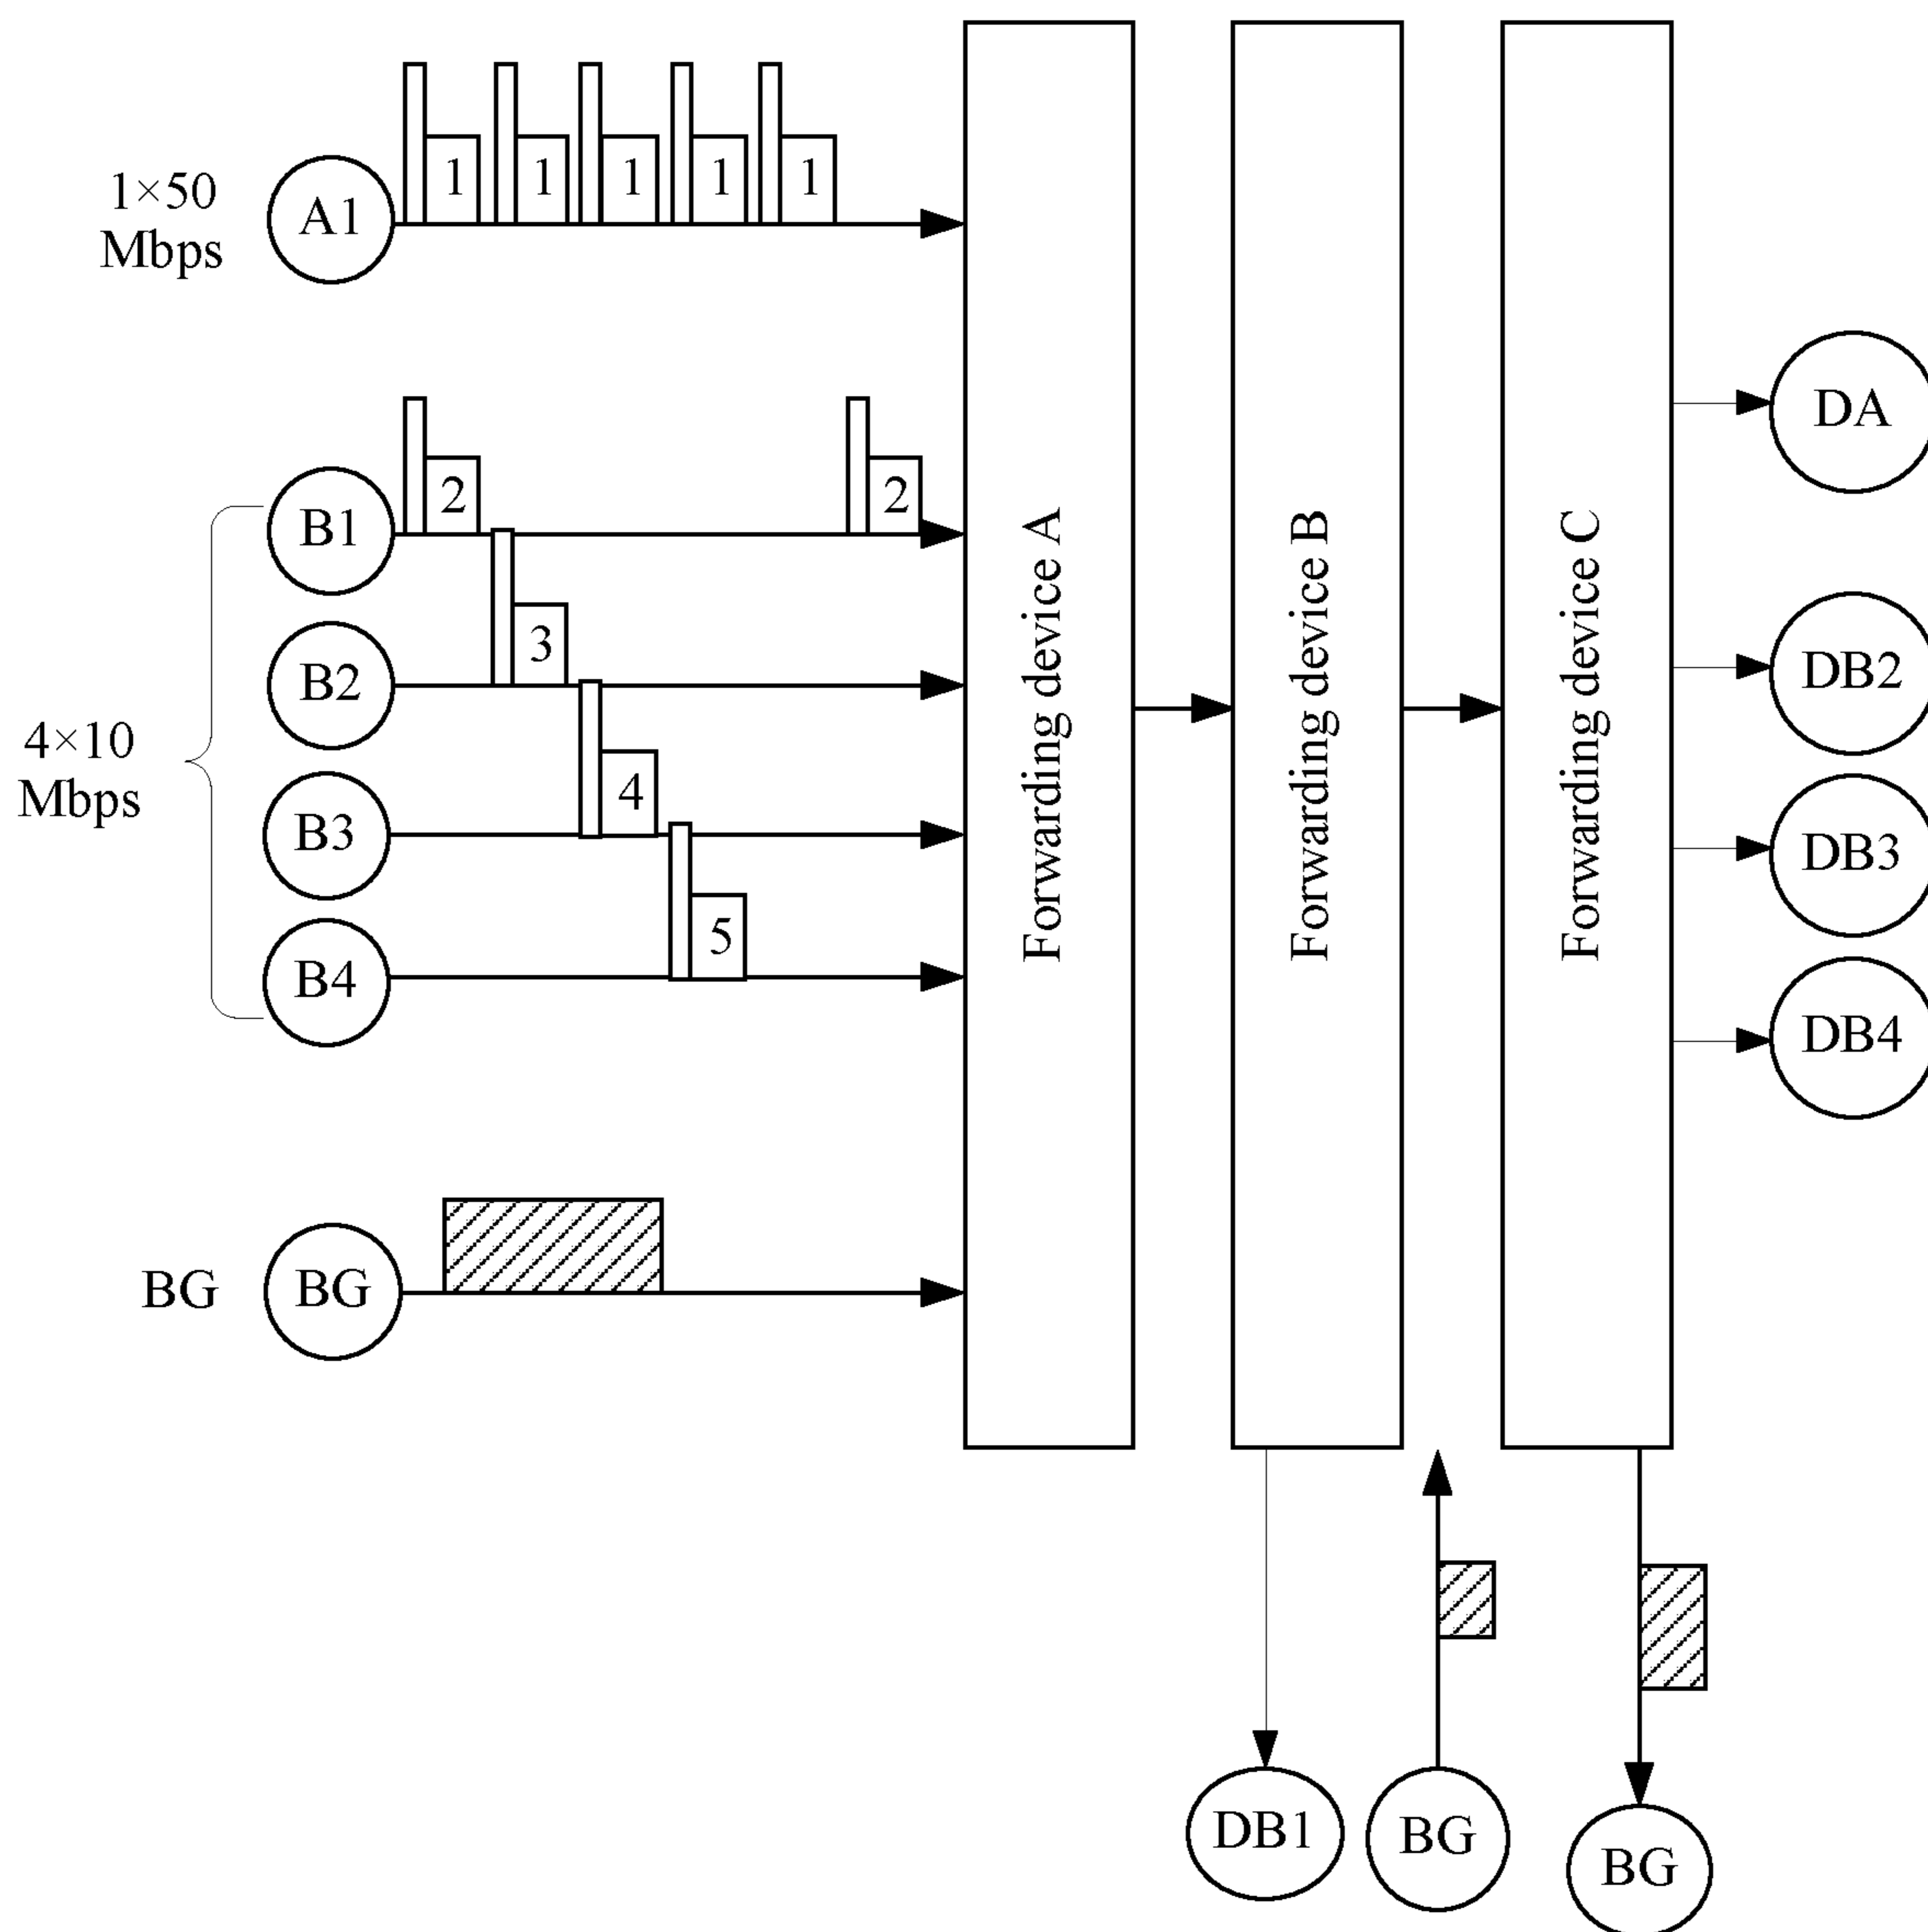 1×50
Mbps
A1
1
1
1
1
1
4×10
Mbps
B1
2
2
B2
3
B3
4
B4
5
BG
BG
Forwarding device A
Forwarding device B
Forwarding device C
DA
DB2
DB3
DB4
DB1
BG
BG